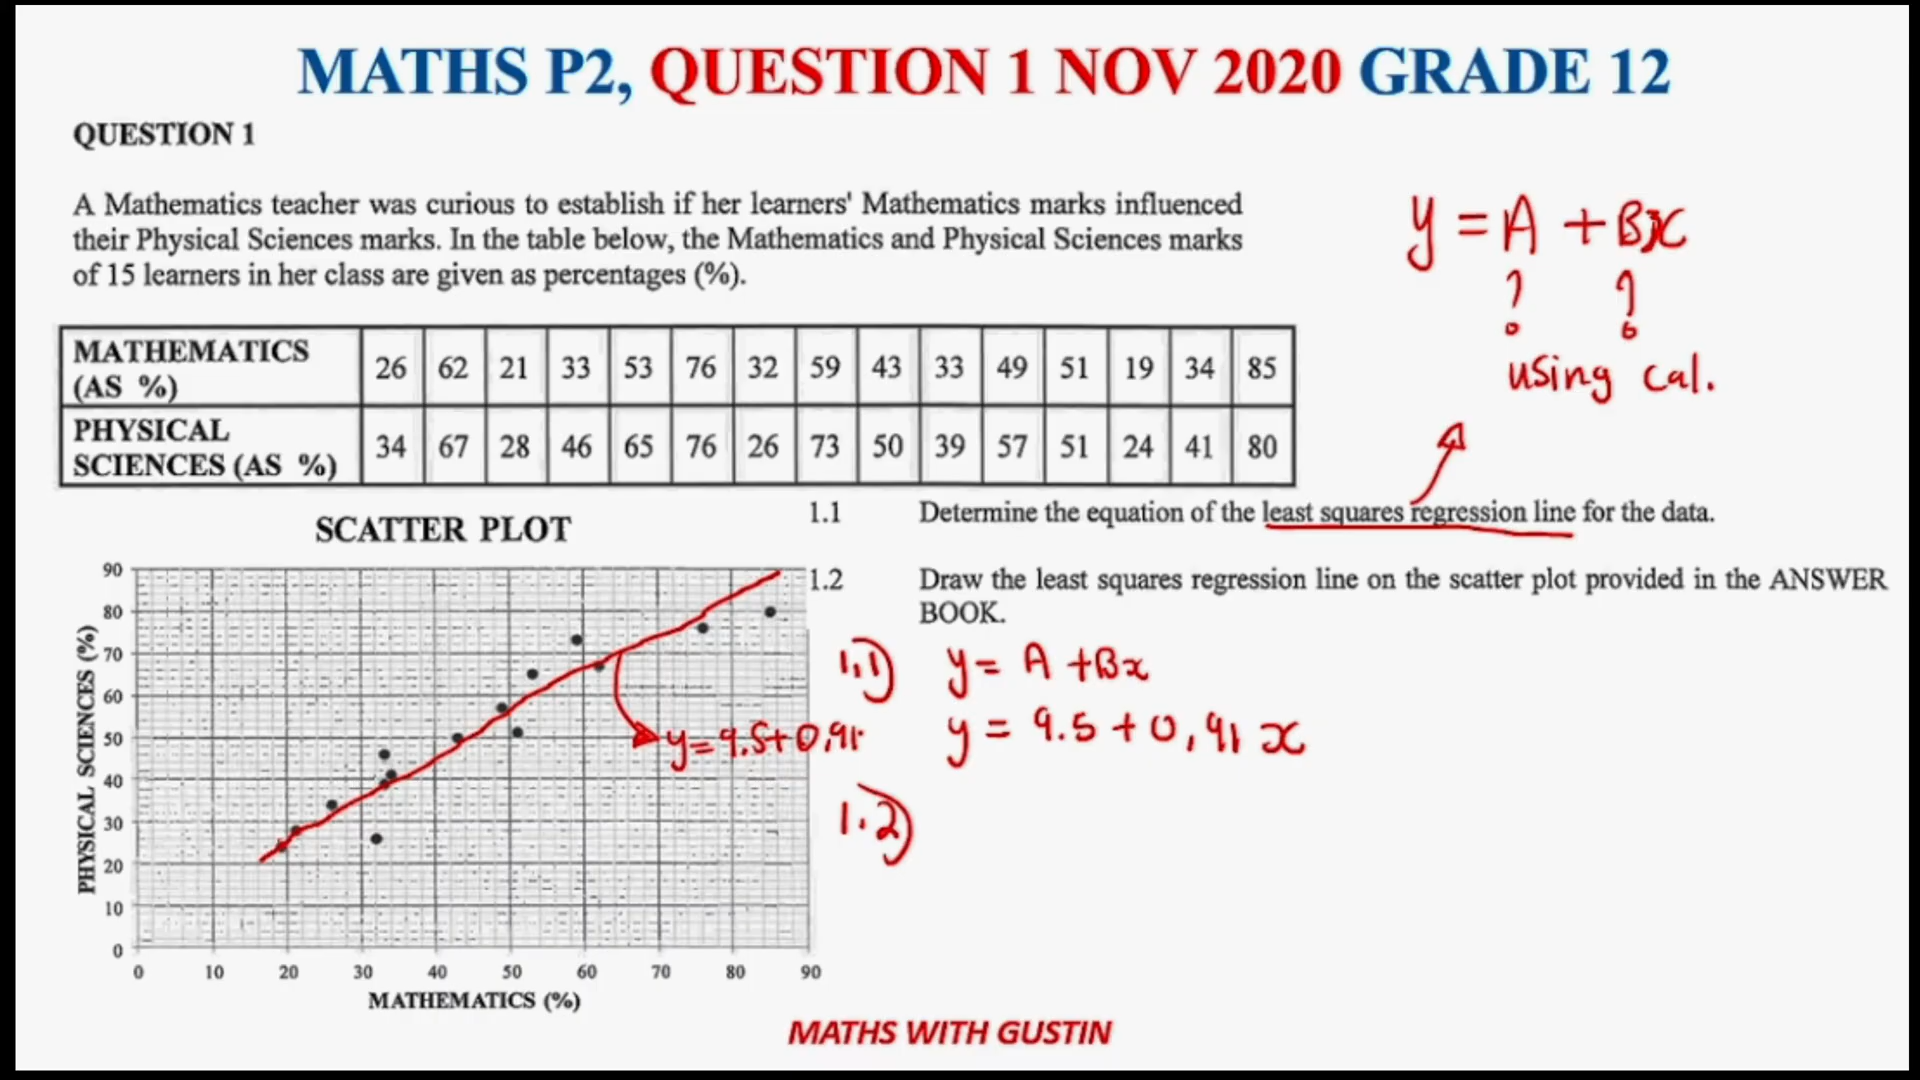 MATHS P2, QUESTION 1 NOV 2020 GRADE 12
QUESTION 1
A Mathematics teacher was curious to establish if her learners' Mathematics marks influenced
their Physical Sciences marks. In the table below, the Mathematics and Physical Sciences marks
of 15 learners in her class are given as percentages (%).
y = A + Bx
? ?
using cal.
MATHEMATICS (AS %) 26 62 21 33 53 76 32 59 43 33 49 51 19 34 85
PHYSICAL SCIENCES (AS %) 34 67 28 46 65 76 26 73 50 39 57 51 24 41 80
1.1 Determine the equation of the least squares regression line for the data.
1.2 Draw the least squares regression line on the scatter plot provided in the ANSWER
BOOK.
SCATTER PLOT
PHYSICAL SCIENCES (%)
90
80
70
60
50
40
30
20
10
0
0 10 20 30 40 50 60 70 80 90
MATHEMATICS (%)
y = 9.5 + 0,91
1.1) y = A + Bx
y = 9.5 + 0,91 x
1.2)
MATHS WITH GUSTIN